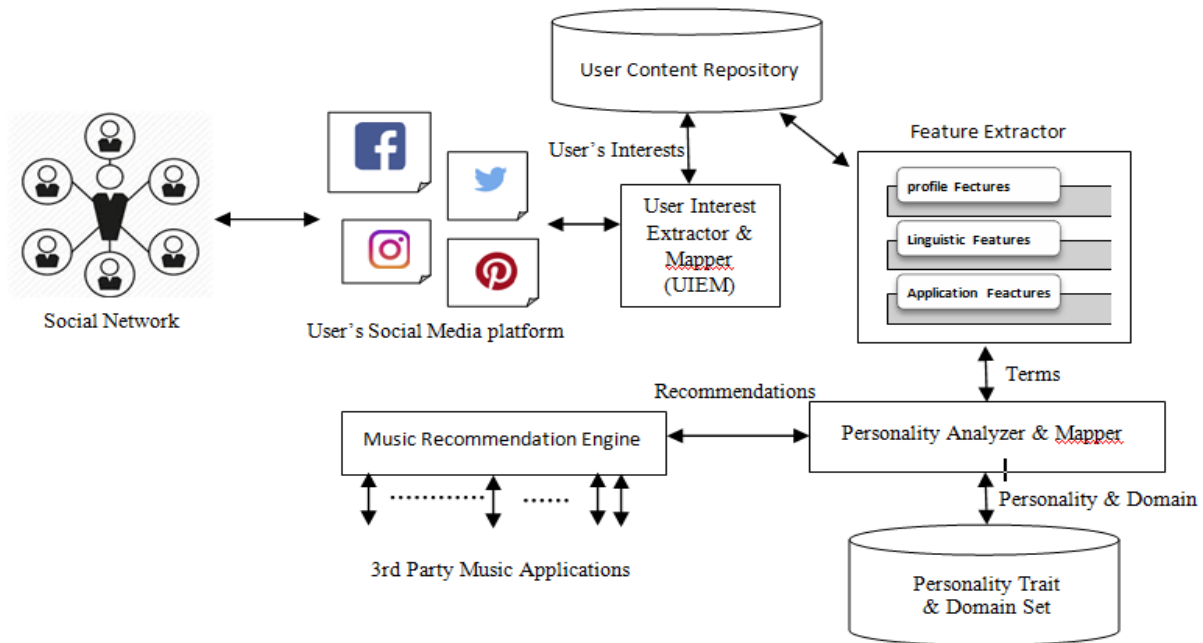 User Content Repository
Feature Extractor
User's Interests
profile Fectures
User Interest
Extractor &
Mapper
(UIEM)
Linguistic Features
Application Feactures
Social Network
User's Social Media platform
Terms
Recommendations
Music Recommendation Engine
Personality Analyzer & Mapper
Personality & Domain
3rd Party Music Applications
Personality Trait
& Domain Set